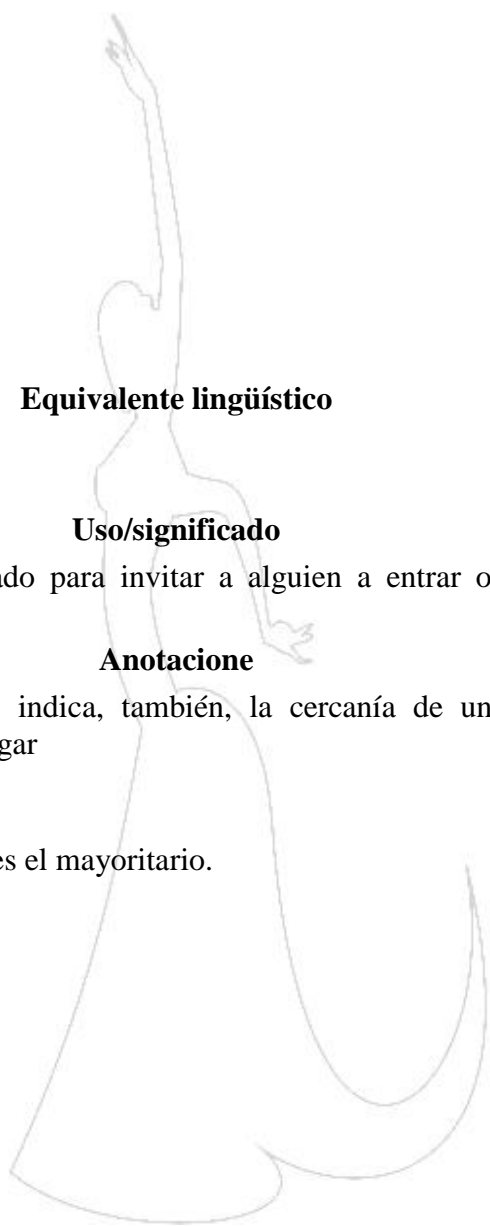 Equivalente lingüístico
Uso/significado
ado para invitar a alguien a entrar o
Anotacione
indica, también, la cercanía de un
gar
es el mayoritario.